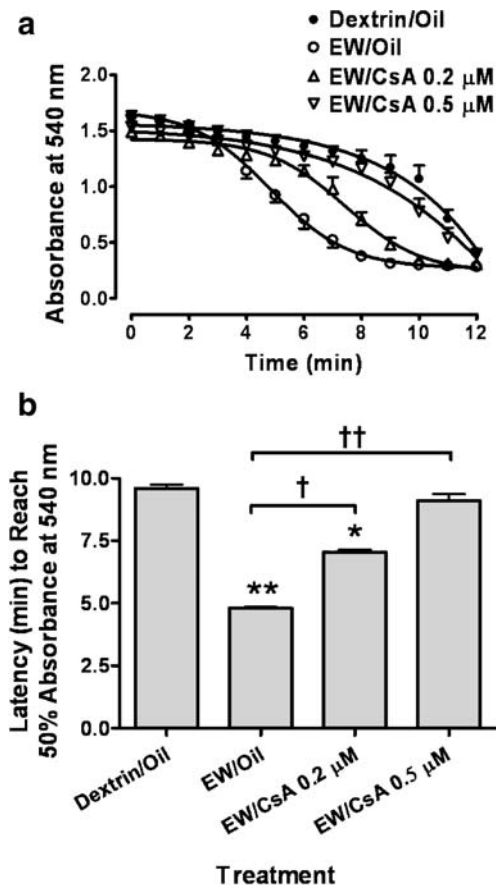 a
Dextrin/Oil
EW/Oil
EW/CsA 0.2 μM
EW/CsA 0.5 μM
Absorbance at 540 nm
2.0
1.5
1.0
0.5
0.0
0 2 4 6 8 10 12
Time (min)
b
Latency (min) to Reach
50% Absorbance at 540 nm
10.0
7.5
5.0
2.5
0.0
††
†
*
**
Dextrin/Oil
EW/Oil
EW/CsA 0.2 μM
EW/CsA 0.5 μM
Treatment